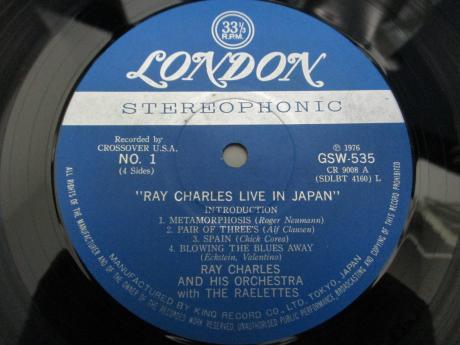 33⅓
R.P.M.
LONDON
STEREOPHONIC
Recorded by
CROSSOVER U.S.A.
NO. 1
(4 Sides)
℗ 1976
GSW-535
CR 9008 A
(SDLBT 4160) L
"RAY CHARLES LIVE IN JAPAN"
INTRODUCTION
1. METAMORPHOSIS (Roger Neumann)
2. PAIR OF THREE'S (Alf Clausen)
3. SPAIN (Chick Corea)
4. BLOWING THE BLUES AWAY
(Eckstein, Valentino)
RAY CHARLES
AND HIS ORCHESTRA
with THE RAELETTES
MANUFACTURED BY KING RECORD CO. LTD. TOKYO, JAPAN
ALL RIGHTS OF THE MANUFACTURER AND OF THE OWNER OF THE RECORDED WORK RESERVED. UNAUTHORISED PUBLIC PERFORMANCE, BROADCASTING AND COPYING OF THIS RECORD PROHIBITED